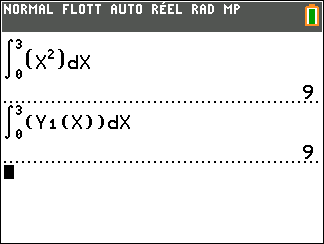 NORMAL FLOTT AUTO RÉEL RAD MP
∫₀³(X²)dX
9
∫₀³(Y₁(X))dX
9